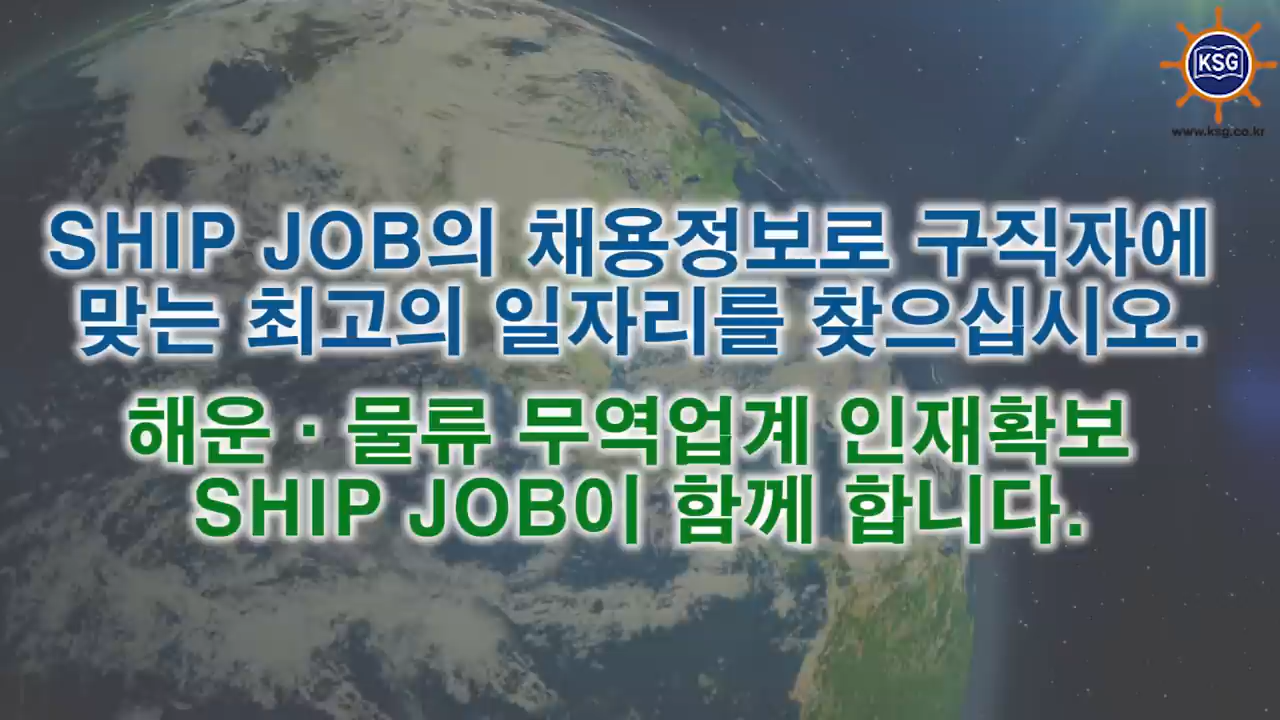 KSG
www.ksg.co.kr
SHIP JOB의 채용정보로 구직자에
맞는 최고의 일자리를 찾으십시오.
해운 · 물류 무역업계 인재확보
SHIP JOB이 함께 합니다.